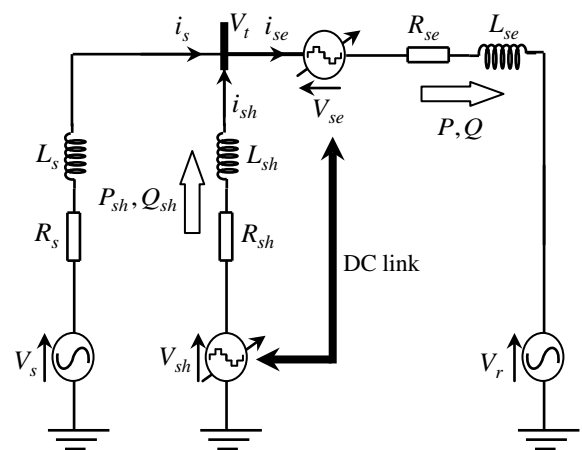 i_s
V_t
i_se
R_se
L_se
i_sh
V_se
P, Q
L_s
L_sh
P_sh, Q_sh
R_s
R_sh
DC link
V_s
V_sh
V_r